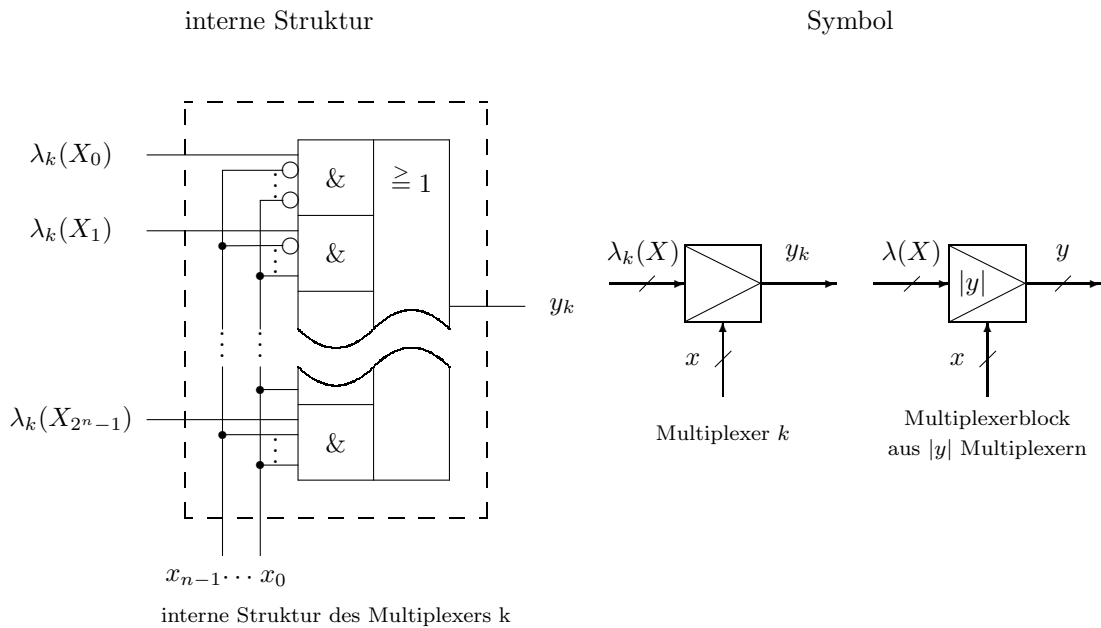 interne Struktur
Symbol
λₖ(X₀)
& ≧ 1
λₖ(X₁)
&
yₖ
λₖ(X₂ⁿ₋₁)
&
xₙ₋₁ ⋯ x₀
interne Struktur des Multiplexers k
λₖ(X)
yₖ
x
Multiplexer k
λ(X)
|y|
y
x
Multiplexerblock
aus |y| Multiplexern